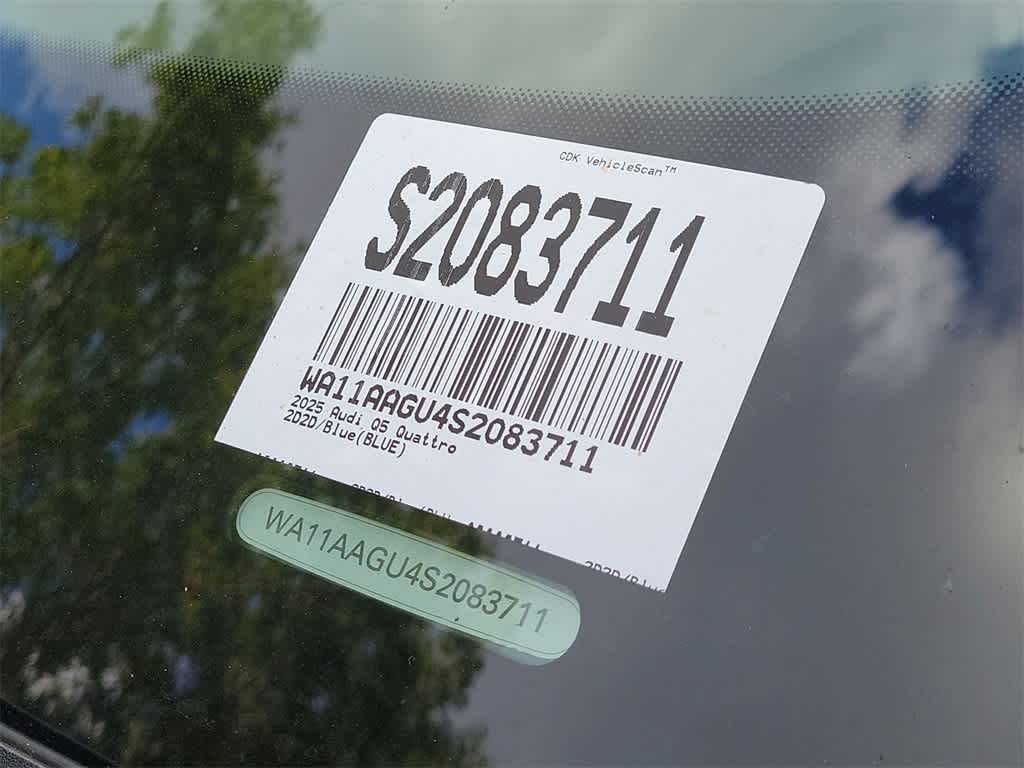 CDK VehicleScan™
S2083711
WA11AAGU4S2083711
2025 Audi Q5 Quattro
2D2D/Blue(BLUE)
WA11AAGU4S2083711